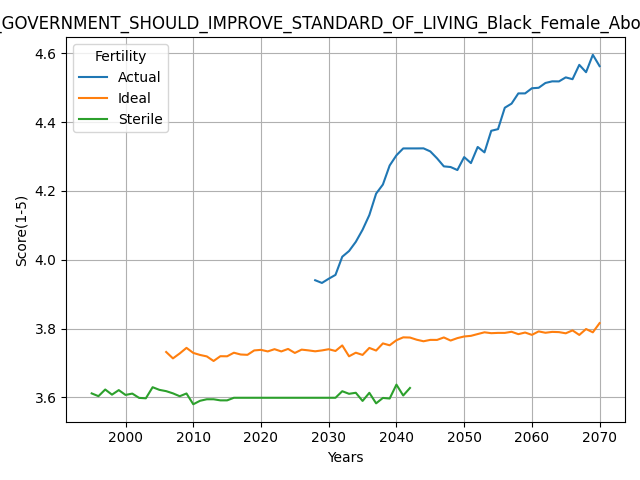 _GOVERNMENT_SHOULD_IMPROVE_STANDARD_OF_LIVING_Black_Female_Abo
Fertility
Actual
Ideal
Sterile
Score(1-5)
4.6
4.4
4.2
4.0
3.8
3.6
2000 2010 2020 2030 2040 2050 2060 2070
Years